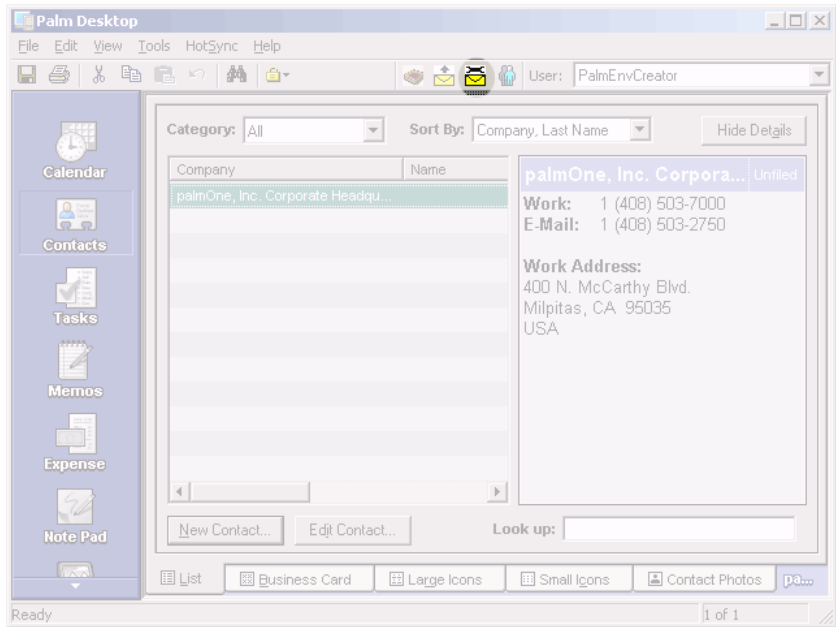 Palm Desktop
File Edit View Tools HotSync Help
User: PalmEnvCreator
Category: All Sort By: Company, Last Name Hide Details
Calendar
Contacts
Tasks
Memos
Expense
Note Pad
Company Name
palmOne, Inc. Corporate Headqu...
palmOne, Inc. Corpora... Unfiled
Work: 1 (408) 503-7000
E-Mail: 1 (408) 503-2750
Work Address:
400 N. McCarthy Blvd.
Milpitas, CA 95035
USA
New Contact... Edit Contact... Look up:
List Business Card Large Icons Small Icons Contact Photos pa...
Ready 1 of 1